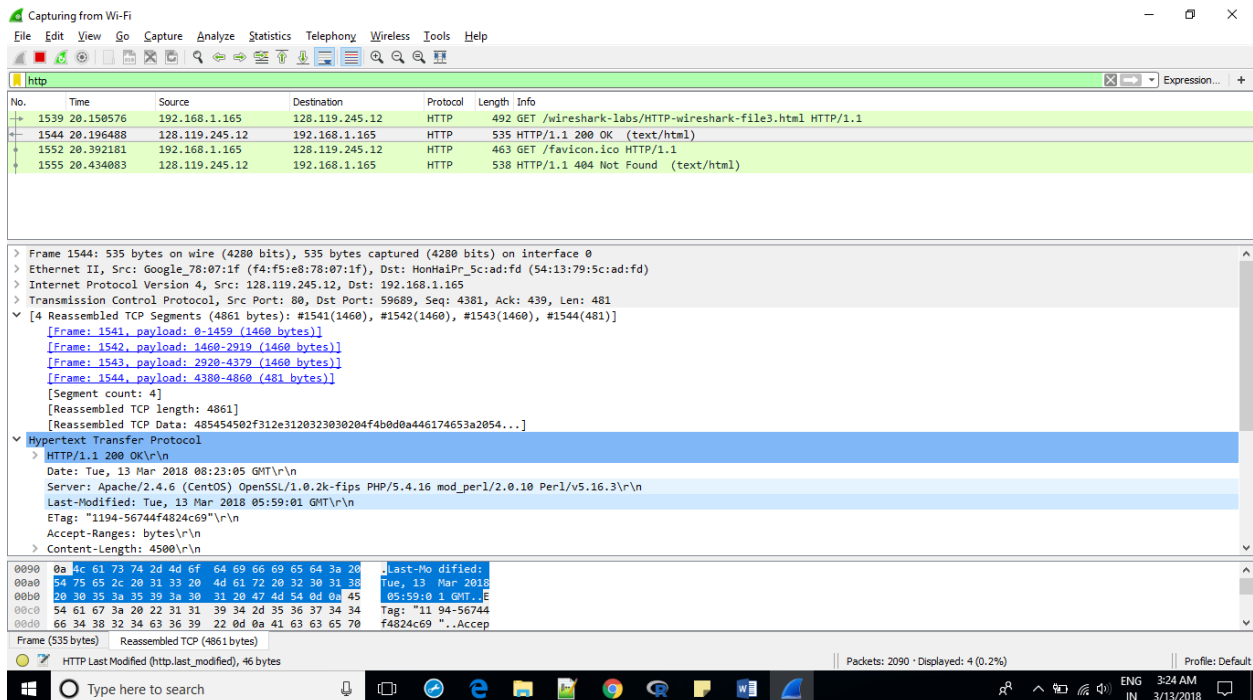 Capturing from Wi-Fi
File Edit View Go Capture Analyze Statistics Telephony Wireless Tools Help
http
Expression... +
No. Time Source Destination Protocol Length Info
1539 20.150576 192.168.1.165 128.119.245.12 HTTP 492 GET /wireshark-labs/HTTP-wireshark-file3.html HTTP/1.1
1544 20.196488 128.119.245.12 192.168.1.165 HTTP 535 HTTP/1.1 200 OK (text/html)
1552 20.392181 192.168.1.165 128.119.245.12 HTTP 463 GET /favicon.ico HTTP/1.1
1555 20.434083 128.119.245.12 192.168.1.165 HTTP 538 HTTP/1.1 404 Not Found (text/html)
> Frame 1544: 535 bytes on wire (4280 bits), 535 bytes captured (4280 bits) on interface 0
> Ethernet II, Src: Google_78:07:1f (f4:f5:e8:78:07:1f), Dst: HonHaiPr_5c:ad:fd (54:13:79:5c:ad:fd)
> Internet Protocol Version 4, Src: 128.119.245.12, Dst: 192.168.1.165
> Transmission Control Protocol, Src Port: 80, Dst Port: 59689, Seq: 4381, Ack: 439, Len: 481
[4 Reassembled TCP Segments (4861 bytes): #1541(1460), #1542(1460), #1543(1460), #1544(481)]
[Frame: 1541, payload: 0-1459 (1460 bytes)]
[Frame: 1542, payload: 1460-2919 (1460 bytes)]
[Frame: 1543, payload: 2920-4379 (1460 bytes)]
[Frame: 1544, payload: 4380-4860 (481 bytes)]
[Segment count: 4]
[Reassembled TCP length: 4861]
[Reassembled TCP Data: 485454502f312e3120323030204f4b0d0a446174653a2054...]
Hypertext Transfer Protocol
> HTTP/1.1 200 OK\r\n
Date: Tue, 13 Mar 2018 08:23:05 GMT\r\n
Server: Apache/2.4.6 (CentOS) OpenSSL/1.0.2k-fips PHP/5.4.16 mod_perl/2.0.10 Perl/v5.16.3\r\n
Last-Modified: Tue, 13 Mar 2018 05:59:01 GMT\r\n
ETag: "1194-56744f4824c69"\r\n
Accept-Ranges: bytes\r\n
> Content-Length: 4500\r\n
0090 0a 4c 61 73 74 2d 4d 6f 64 69 66 69 65 64 3a 20 .Last-Mo dified:
00a0 54 75 65 2c 20 31 33 20 4d 61 72 20 32 30 31 38 Tue, 13 Mar 2018
00b0 20 30 35 3a 35 39 3a 30 31 20 47 4d 54 0d 0a 45 05:59:0 1 GMT..E
00c0 54 61 67 3a 20 22 31 31 39 34 2d 35 36 37 34 34 Tag: "11 94-56744
00d0 66 34 38 32 34 63 36 39 22 0d 0a 41 63 63 65 70 f4824c69 "..Accep
Frame (535 bytes) Reassembled TCP (4861 bytes)
HTTP Last Modified (http.last_modified), 46 bytes Packets: 2090 · Displayed: 4 (0.2%) Profile: Default
Type here to search ENG 3:24 AM
IN 3/13/2018